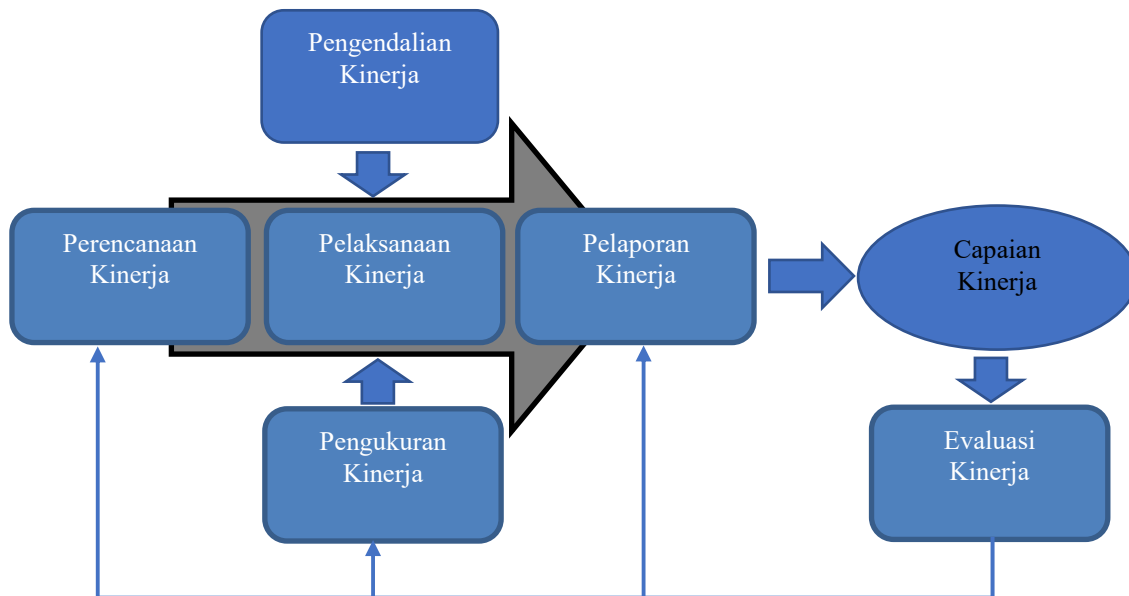 Pengendalian
Kinerja
Perencanaan
Kinerja
Pelaksanaan
Kinerja
Pelaporan
Kinerja
Capaian
Kinerja
Pengukuran
Kinerja
Evaluasi
Kinerja